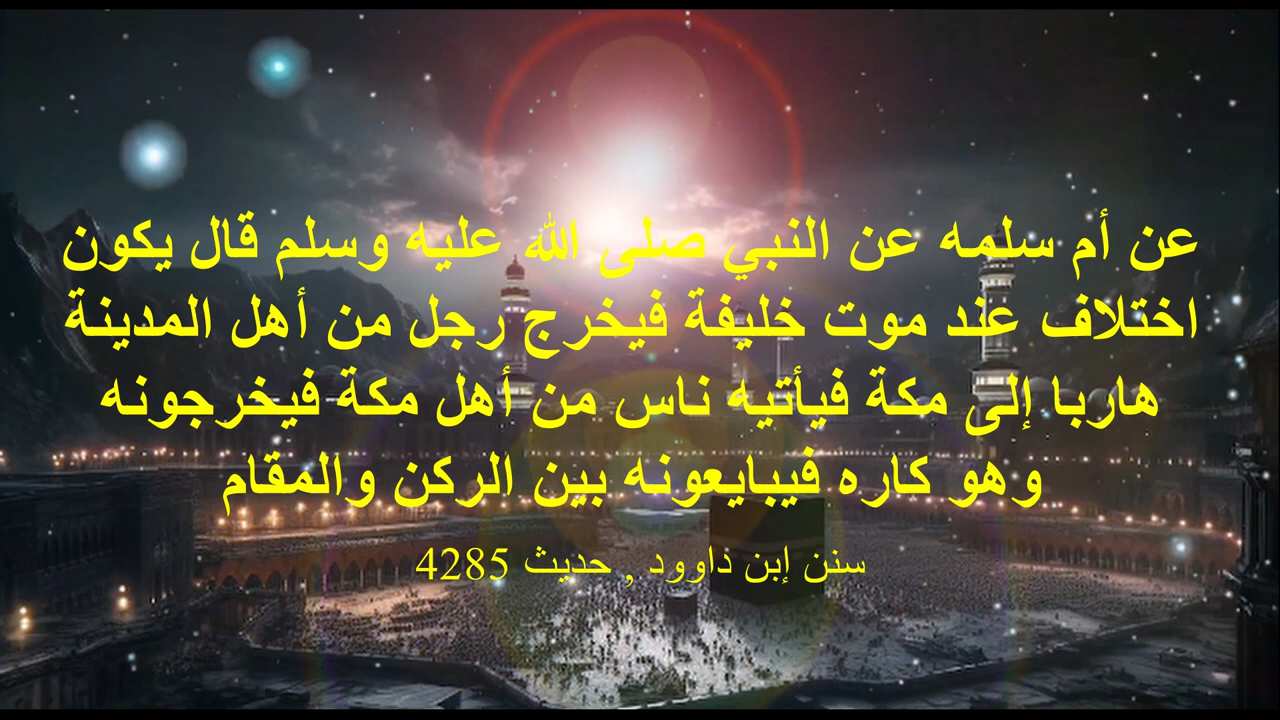 عن أم سلمه عن النبي صلى الله عليه وسلم قال يكون
اختلاف عند موت خليفة فيخرج رجل من أهل المدينة
هاربا إلى مكة فيأتيه ناس من أهل مكة فيخرجونه
وهو كاره فيبايعونه بين الركن والمقام
سنن إبن داوود , حديث 4285